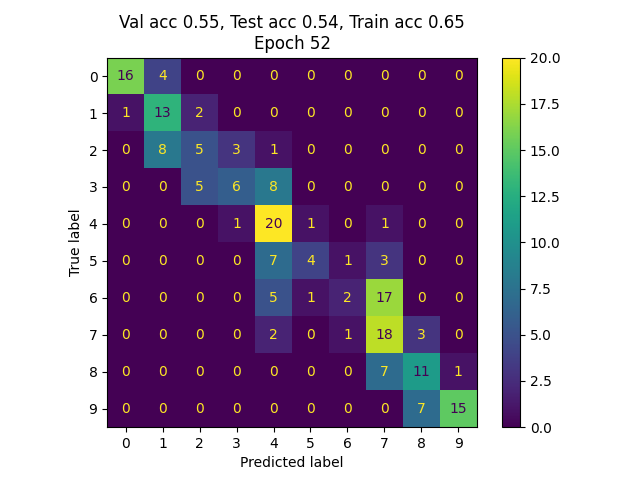 Val acc 0.55, Test acc 0.54, Train acc 0.65
Epoch 52
0 16 4 0 0 0 0 0 0 0 0
1 1 13 2 0 0 0 0 0 0 0
2 0 8 5 3 1 0 0 0 0 0
3 0 0 5 6 8 0 0 0 0 0
4 0 0 0 1 20 1 0 1 0 0
5 0 0 0 0 7 4 1 3 0 0
6 0 0 0 0 5 1 2 17 0 0
7 0 0 0 0 2 0 1 18 3 0
8 0 0 0 0 0 0 0 7 11 1
9 0 0 0 0 0 0 0 0 7 15
0 1 2 3 4 5 6 7 8 9
Predicted label
True label
20.0
17.5
15.0
12.5
10.0
7.5
5.0
2.5
0.0